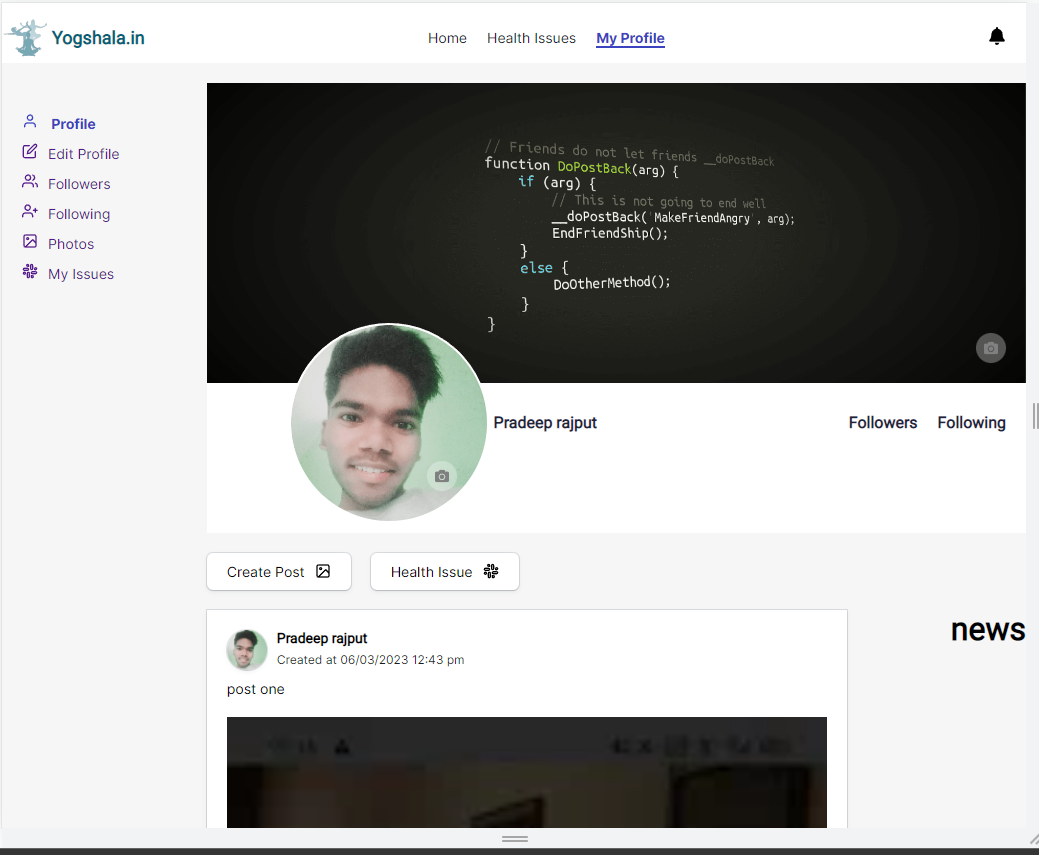 Yogshala.in
Home Health Issues My Profile
Profile
Edit Profile
Followers
Following
Photos
My Issues
// Friends do not let friends __doPostBack
function DoPostBack(arg) {
if (arg) {
// This is not going to end well
__doPostBack('MakeFriendAngry', arg);
EndFriendShip();
}
else {
DoOtherMethod();
}
}
Pradeep rajput
Followers Following
Create Post
Health Issue
Pradeep rajput
Created at 06/03/2023 12:43 pm
post one
news